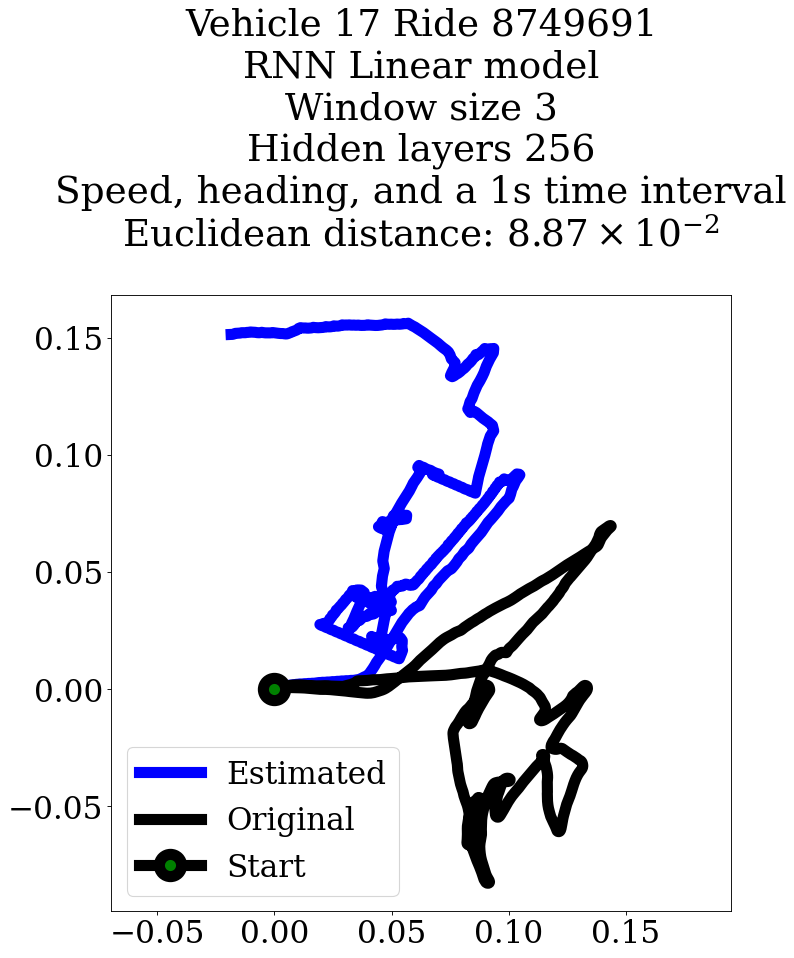 Vehicle 17 Ride 8749691
RNN Linear model
Window size 3
Hidden layers 256
Speed, heading, and a 1s time interval
Euclidean distance: 8.87 × 10⁻²
0.15
0.10
0.05
0.00
−0.05
Estimated
Original
Start
−0.05 0.00 0.05 0.10 0.15